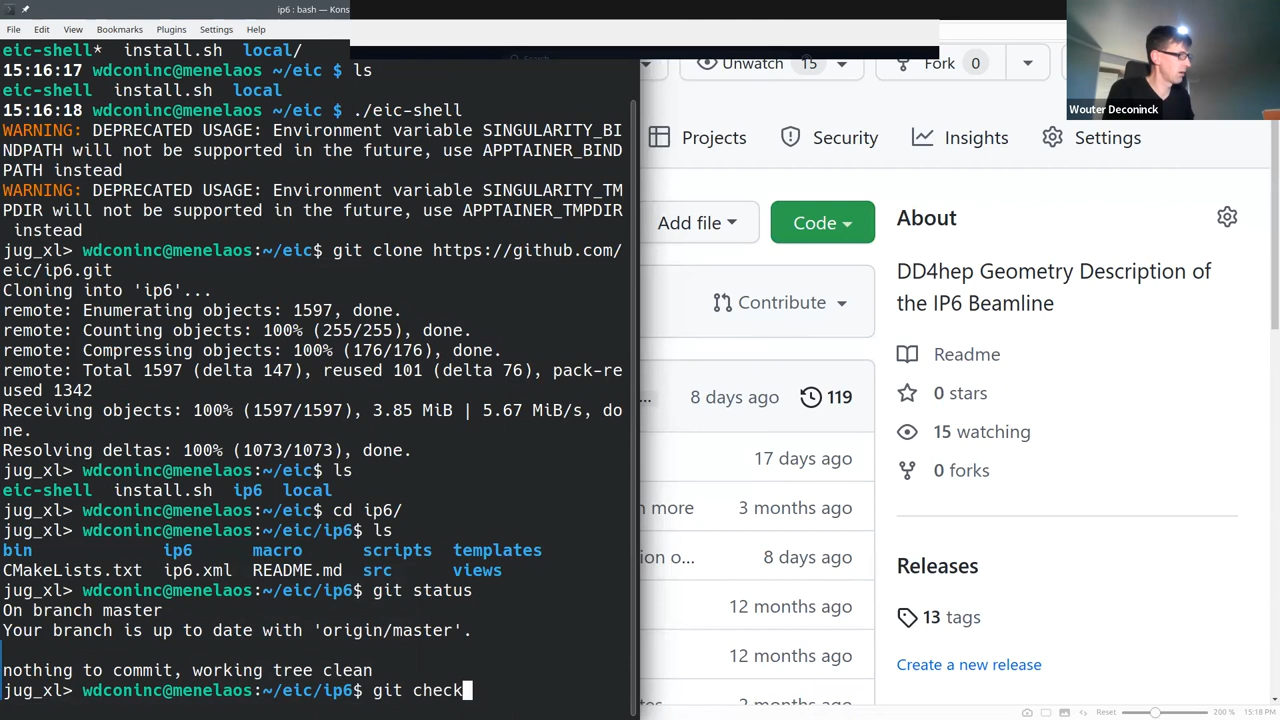 ip6 : bash — Kons
File Edit View Bookmarks Plugins Settings Help
eic-shell* install.sh local/
15:16:17 wdconinc@menelaos ~/eic $ ls
eic-shell install.sh local
15:16:18 wdconinc@menelaos ~/eic $ ./eic-shell
WARNING: DEPRECATED USAGE: Environment variable SINGULARITY_BI
NDPATH will not be supported in the future, use APPTAINER_BIND
PATH instead
WARNING: DEPRECATED USAGE: Environment variable SINGULARITY_TM
PDIR will not be supported in the future, use APPTAINER_TMPDIR
instead
jug_xl> wdconinc@menelaos:~/eic$ git clone https://github.com/
eic/ip6.git
Cloning into 'ip6'...
remote: Enumerating objects: 1597, done.
remote: Counting objects: 100% (255/255), done.
remote: Compressing objects: 100% (176/176), done.
remote: Total 1597 (delta 147), reused 101 (delta 76), pack-re
used 1342
Receiving objects: 100% (1597/1597), 3.85 MiB | 5.67 MiB/s, do
ne.
Resolving deltas: 100% (1073/1073), done.
jug_xl> wdconinc@menelaos:~/eic$ ls
eic-shell install.sh ip6 local
jug_xl> wdconinc@menelaos:~/eic$ cd ip6/
jug_xl> wdconinc@menelaos:~/eic/ip6$ ls
bin ip6 macro scripts templates
CMakeLists.txt ip6.xml README.md src views
jug_xl> wdconinc@menelaos:~/eic/ip6$ git status
On branch master
Your branch is up to date with 'origin/master'.
nothing to commit, working tree clean
jug_xl> wdconinc@menelaos:~/eic/ip6$ git check
Unwatch 15 Fork 0
Projects Security Insights Settings
Add file Code
Contribute
... 8 days ago 119
17 days ago
n more 3 months ago
ion o... 8 days ago
12 months ago
12 months ago
About
DD4hep Geometry Description of
the IP6 Beamline
Readme
0 stars
15 watching
0 forks
Releases
13 tags
Create a new release
Wouter Deconinck
Reset 200 % 15:18 PM